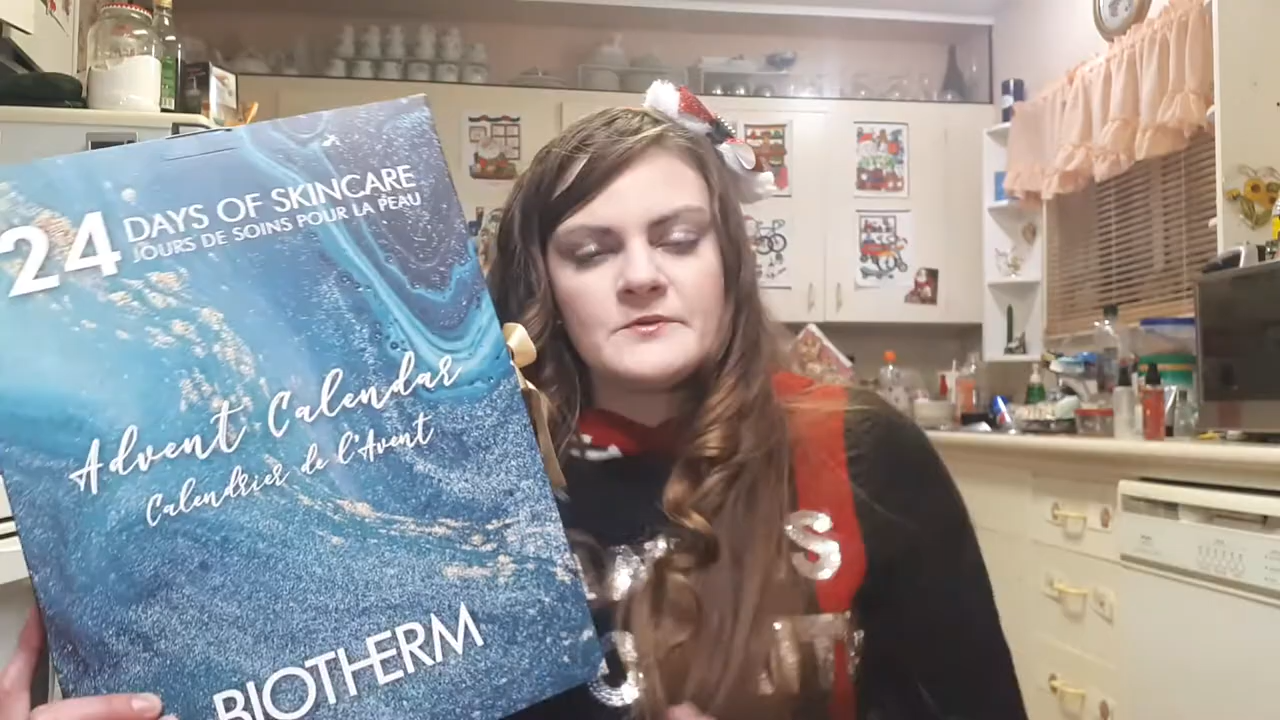 24 DAYS OF SKINCARE
JOURS DE SOINS POUR LA PEAU
Advent Calendar
Calendrier de l'Avent
BIOTHERM
S